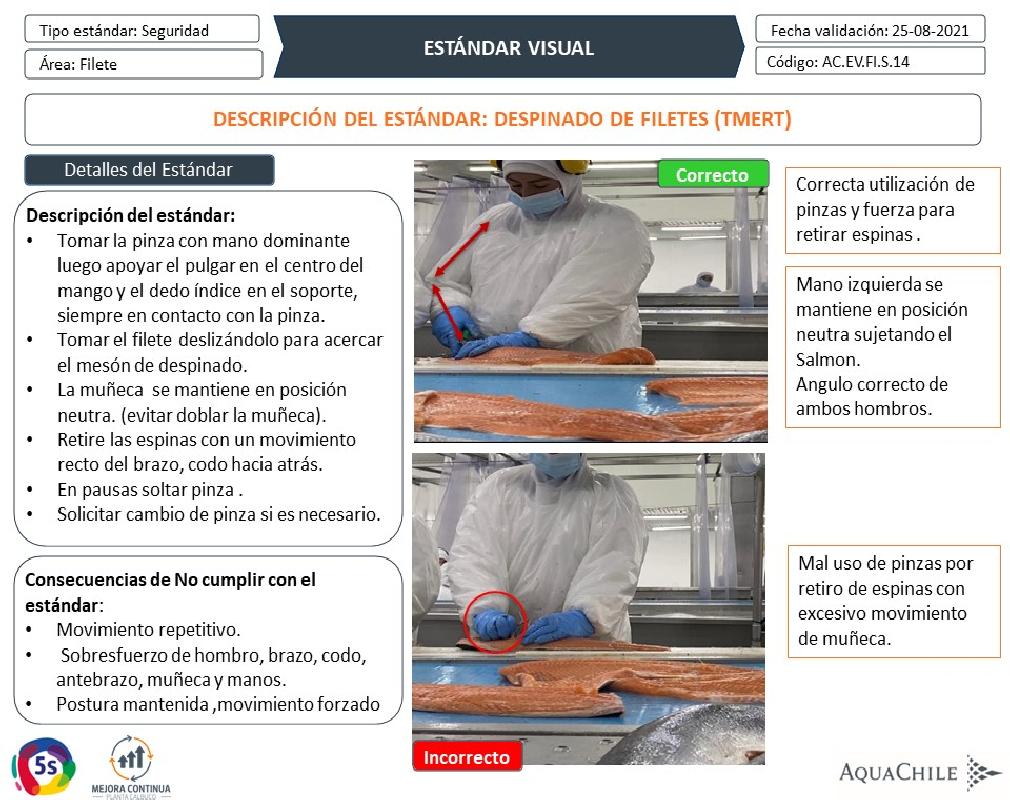 Tipo estándar: Seguridad
Área: Filete
ESTÁNDAR VISUAL
Fecha validación: 25-08-2021
Código: AC.EV.FI.S.14
DESCRIPCIÓN DEL ESTÁNDAR: DESPINADO DE FILETES (TMERT)
Detalles del Estándar
Descripción del estándar:
• Tomar la pinza con mano dominante
luego apoyar el pulgar en el centro del
mango y el dedo índice en el soporte,
siempre en contacto con la pinza.
• Tomar el filete deslizándolo para acercar
el mesón de despinado.
• La muñeca se mantiene en posición
neutra. (evitar doblar la muñeca).
• Retire las espinas con un movimiento
recto del brazo, codo hacia atrás.
• En pausas soltar pinza .
• Solicitar cambio de pinza si es necesario.
Consecuencias de No cumplir con el
estándar:
• Movimiento repetitivo.
• Sobresfuerzo de hombro, brazo, codo,
antebrazo, muñeca y manos.
• Postura mantenida ,movimiento forzado
Correcto
Correcta utilización de
pinzas y fuerza para
retirar espinas .
Mano izquierda se
mantiene en posición
neutra sujetando el
Salmon.
Angulo correcto de
ambos hombros.
Mal uso de pinzas por
retiro de espinas con
excesivo movimiento
de muñeca.
Incorrecto
5s
MEJORA CONTINUA
PLANTA CALBUCO
AQUACHILE